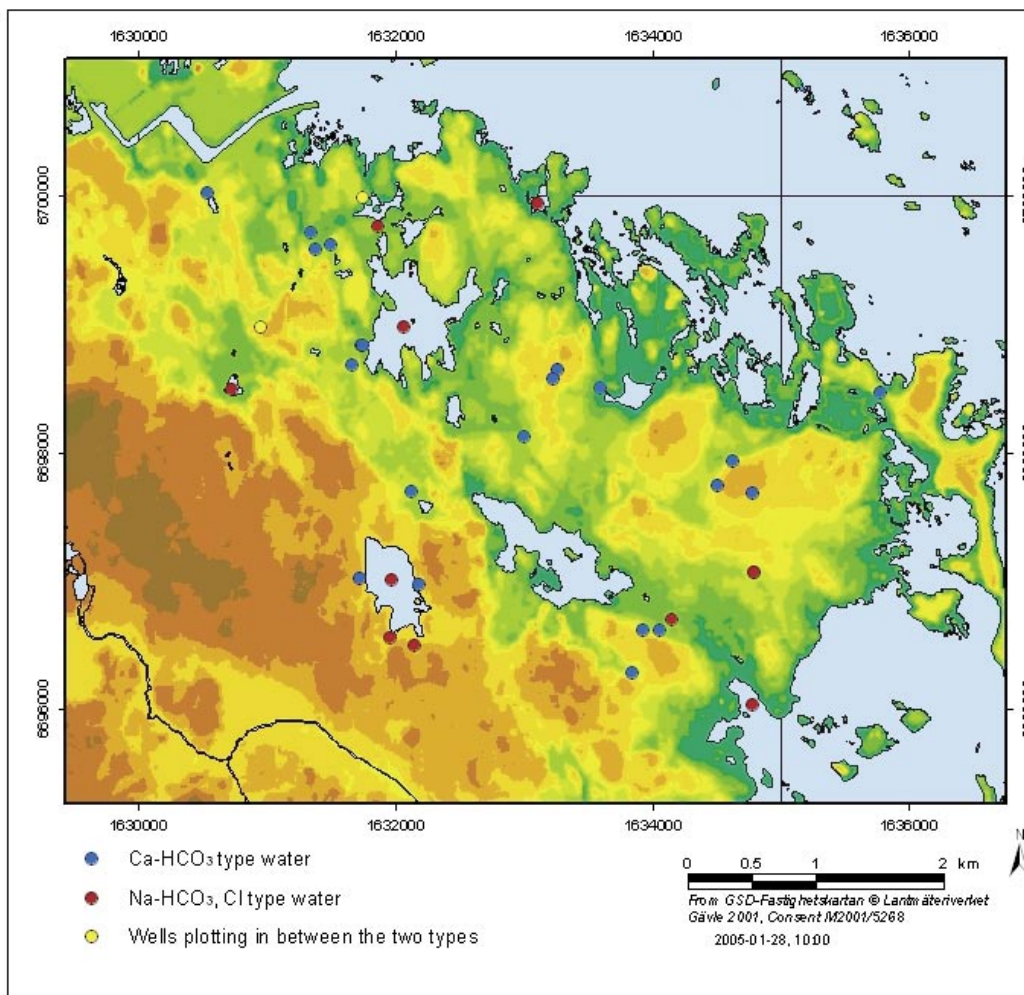 1630000 1632000 1634000 1636000
6700000
6698000
6696000
1630000 1632000 1634000 1636000
N
Ca-HCO₃ type water
Na-HCO₃, Cl type water
Wells plotting in between the two types
0 0.5 1 2 km
From GSD-Fastighetskartan © Lantmäteriverket
Gävle 2001, Consent M2001/5268
2005-01-28, 10:00